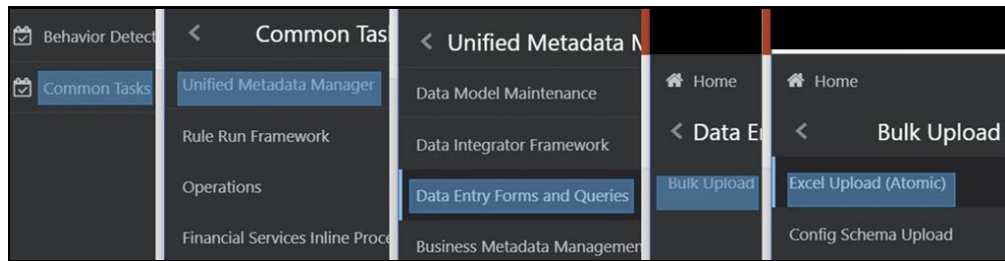 Behavior Detect
Common Tasks
Common Tas
Unified Metadata Manager
Rule Run Framework
Operations
Financial Services Inline Proce
Unified Metadata M
Data Model Maintenance
Data Integrator Framework
Data Entry Forms and Queries
Business Metadata Managemen
Home
Data E
Bulk Upload
Home
Bulk Upload
Excel Upload (Atomic)
Config Schema Upload